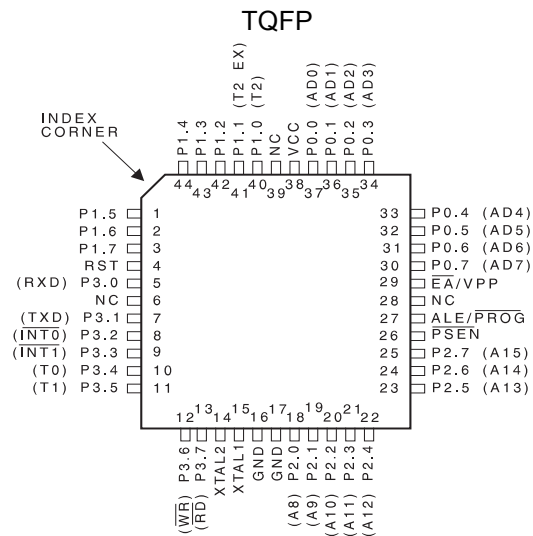 TQFP
INDEX
CORNER
P1.4
P1.3
P1.2
P1.1 (T2 EX)
P1.0 (T2)
NC
VCC
P0.0 (AD0)
P0.1 (AD1)
P0.2 (AD2)
P0.3 (AD3)
44 43 42 41 40 39 38 37 36 35 34
P1.5 1
P1.6 2
P1.7 3
RST 4
(RXD) P3.0 5
NC 6
(TXD) P3.1 7
(INT0) P3.2 8
(INT1) P3.3 9
(T0) P3.4 10
(T1) P3.5 11
33 P0.4 (AD4)
32 P0.5 (AD5)
31 P0.6 (AD6)
30 P0.7 (AD7)
29 EA/VPP
28 NC
27 ALE/PROG
26 PSEN
25 P2.7 (A15)
24 P2.6 (A14)
23 P2.5 (A13)
12 13 14 15 16 17 18 19 20 21 22
(WR) P3.6
(RD) P3.7
XTAL2
XTAL1
GND
GND
(A8) P2.0
(A9) P2.1
(A10) P2.2
(A11) P2.3
(A12) P2.4